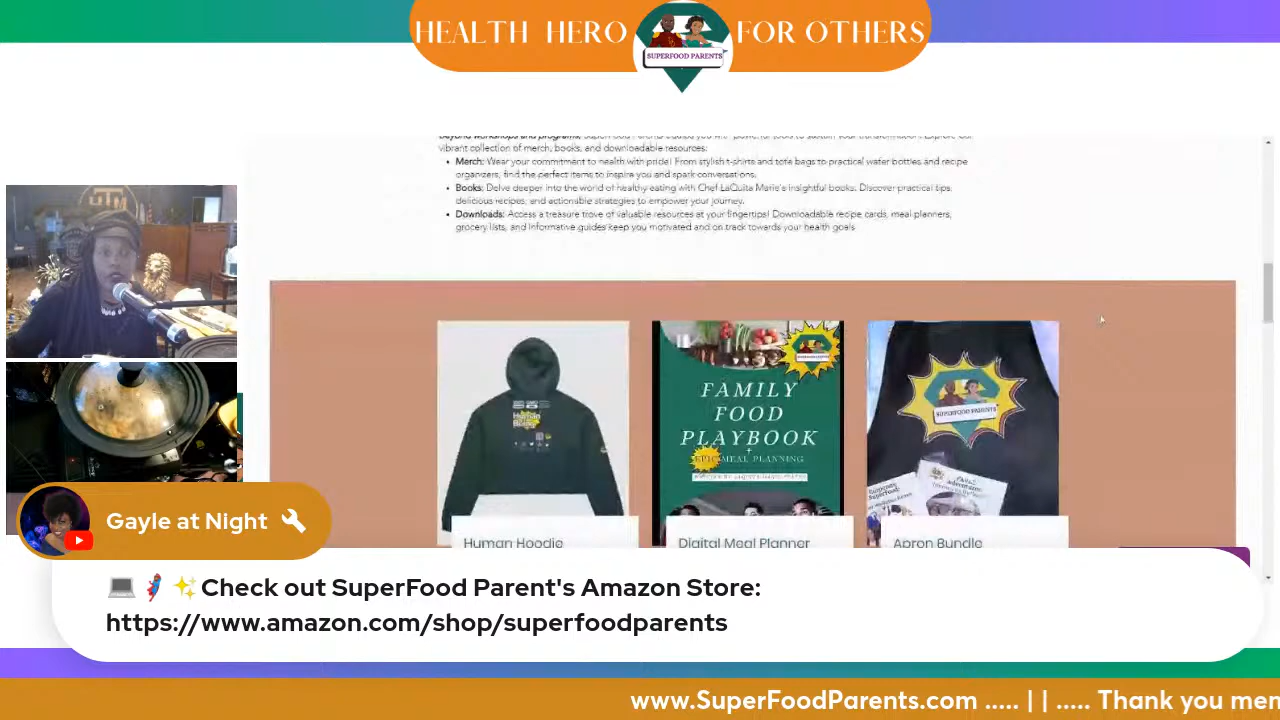 HEALTH HERO FOR OTHERS
SUPERFOOD PARENTS
vibrant collection of merch, books, and downloadable resources:
• Merch: Wear your commitment to health with pride! From stylish t-shirts and tote bags to practical water bottles and recipe
organizers, find the perfect items to inspire you and spark conversations.
• Books: Delve deeper into the world of healthy eating with Chef LaQuita Marie's insightful books. Discover practical tips,
delicious recipes, and actionable strategies to empower your journey.
• Downloads: Access a treasure trove of valuable resources at your fingertips! Downloadable recipe cards, meal planners,
grocery lists, and informative guides keep you motivated and on track towards your health goals
FAMILY
FOOD
PLAYBOOK
+
EPIC MEAL PLANNING
SUPERFOOD PARENTS
Human Hoodie
Digital Meal Planner
Apron Bundle
Gayle at Night
💻🦸✨Check out SuperFood Parent's Amazon Store:
https://www.amazon.com/shop/superfoodparents
www.SuperFoodParents.com ..... | | ..... Thank you mem